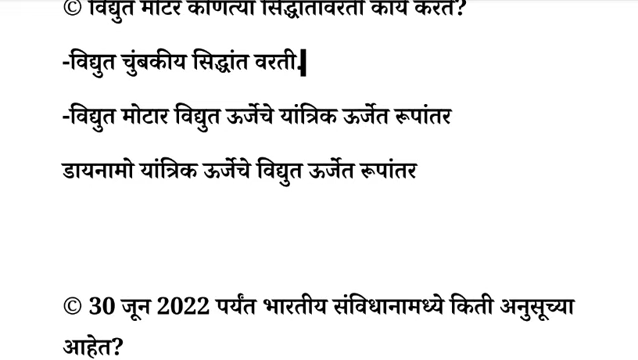 © विद्युत मोटर कोणत्या सिद्धांतावरती कार्य करते?
-विद्युत चुंबकीय सिद्धांत वरती.
-विद्युत मोटार विद्युत ऊर्जेचे यांत्रिक ऊर्जेत रूपांतर
डायनामो यांत्रिक ऊर्जेचे विद्युत ऊर्जेत रूपांतर
© 30 जून 2022 पर्यंत भारतीय संविधानामध्ये किती अनुसूच्या
आहेत?